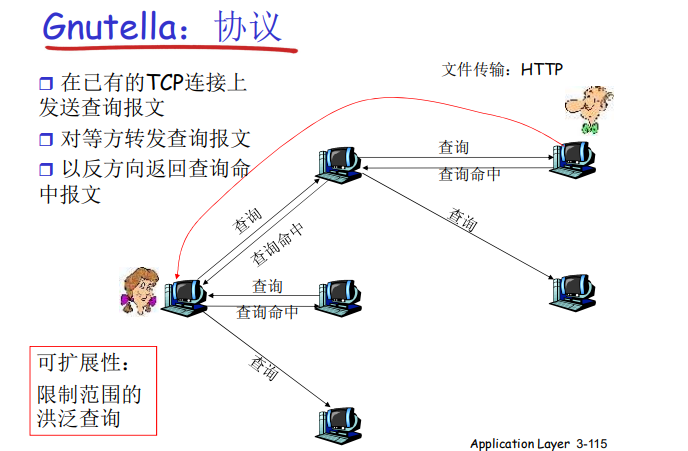 Gnutella：协议
❒ 在已有的TCP连接上
发送查询报文
❒ 对等方转发查询报文
❒ 以反方向返回查询命
中报文
文件传输：HTTP
查询
查询命中
查询
查询命中
查询
查询
查询命中
查询
可扩展性：
限制范围的
洪泛查询
Application Layer 3-115